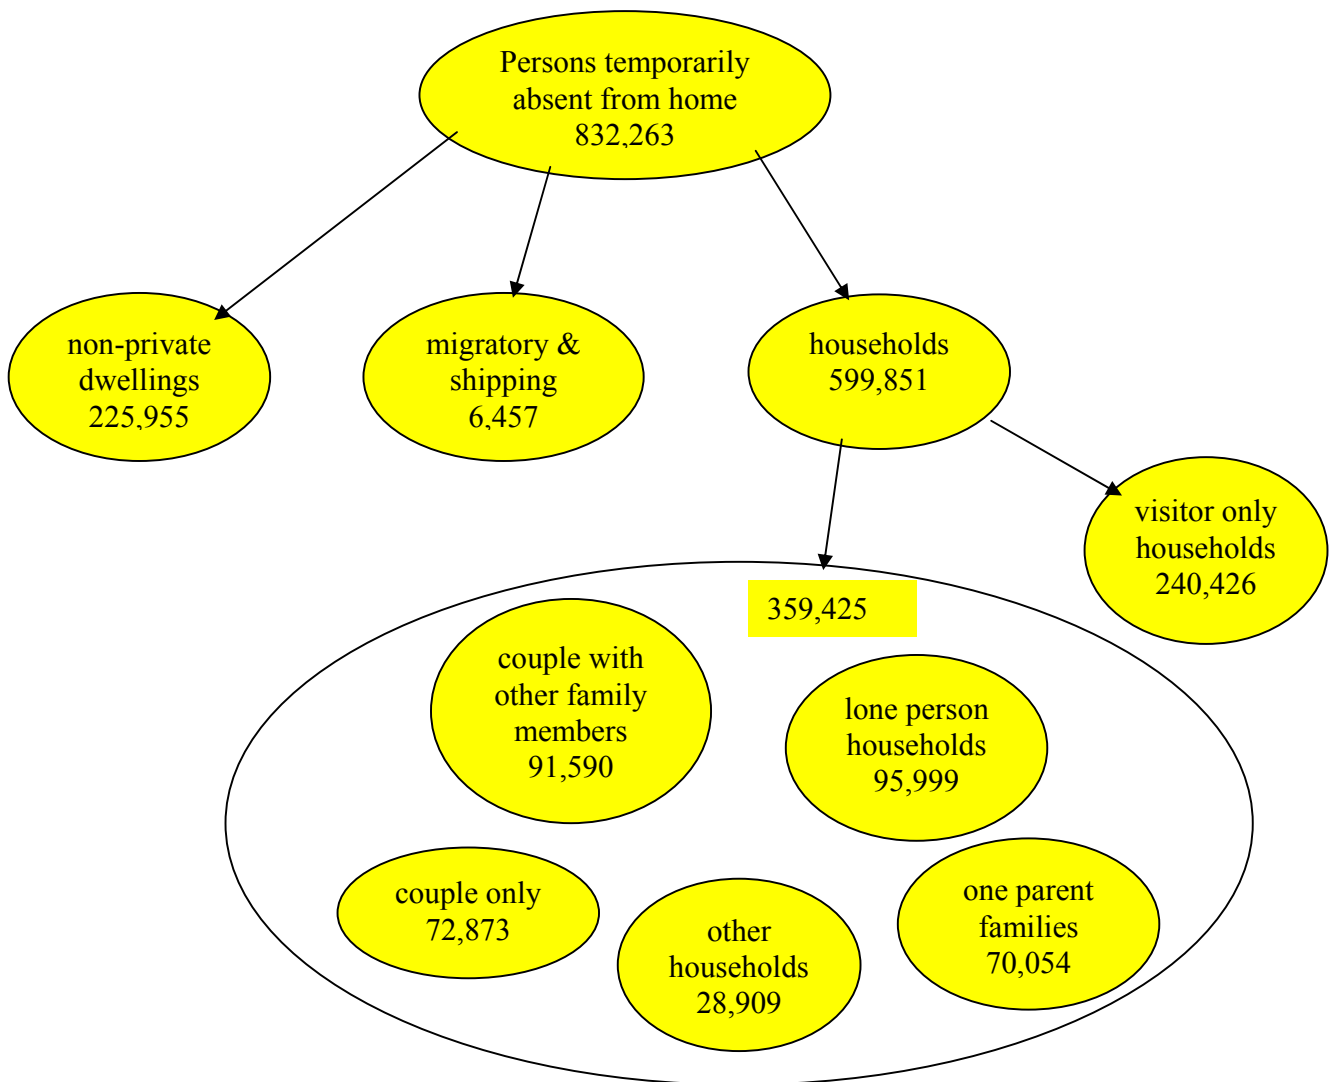 Persons temporarily
absent from home
832,263
non-private
dwellings
225,955
migratory &
shipping
6,457
households
599,851
visitor only
households
240,426
359,425
couple with
other family
members
91,590
lone person
households
95,999
couple only
72,873
other
households
28,909
one parent
families
70,054